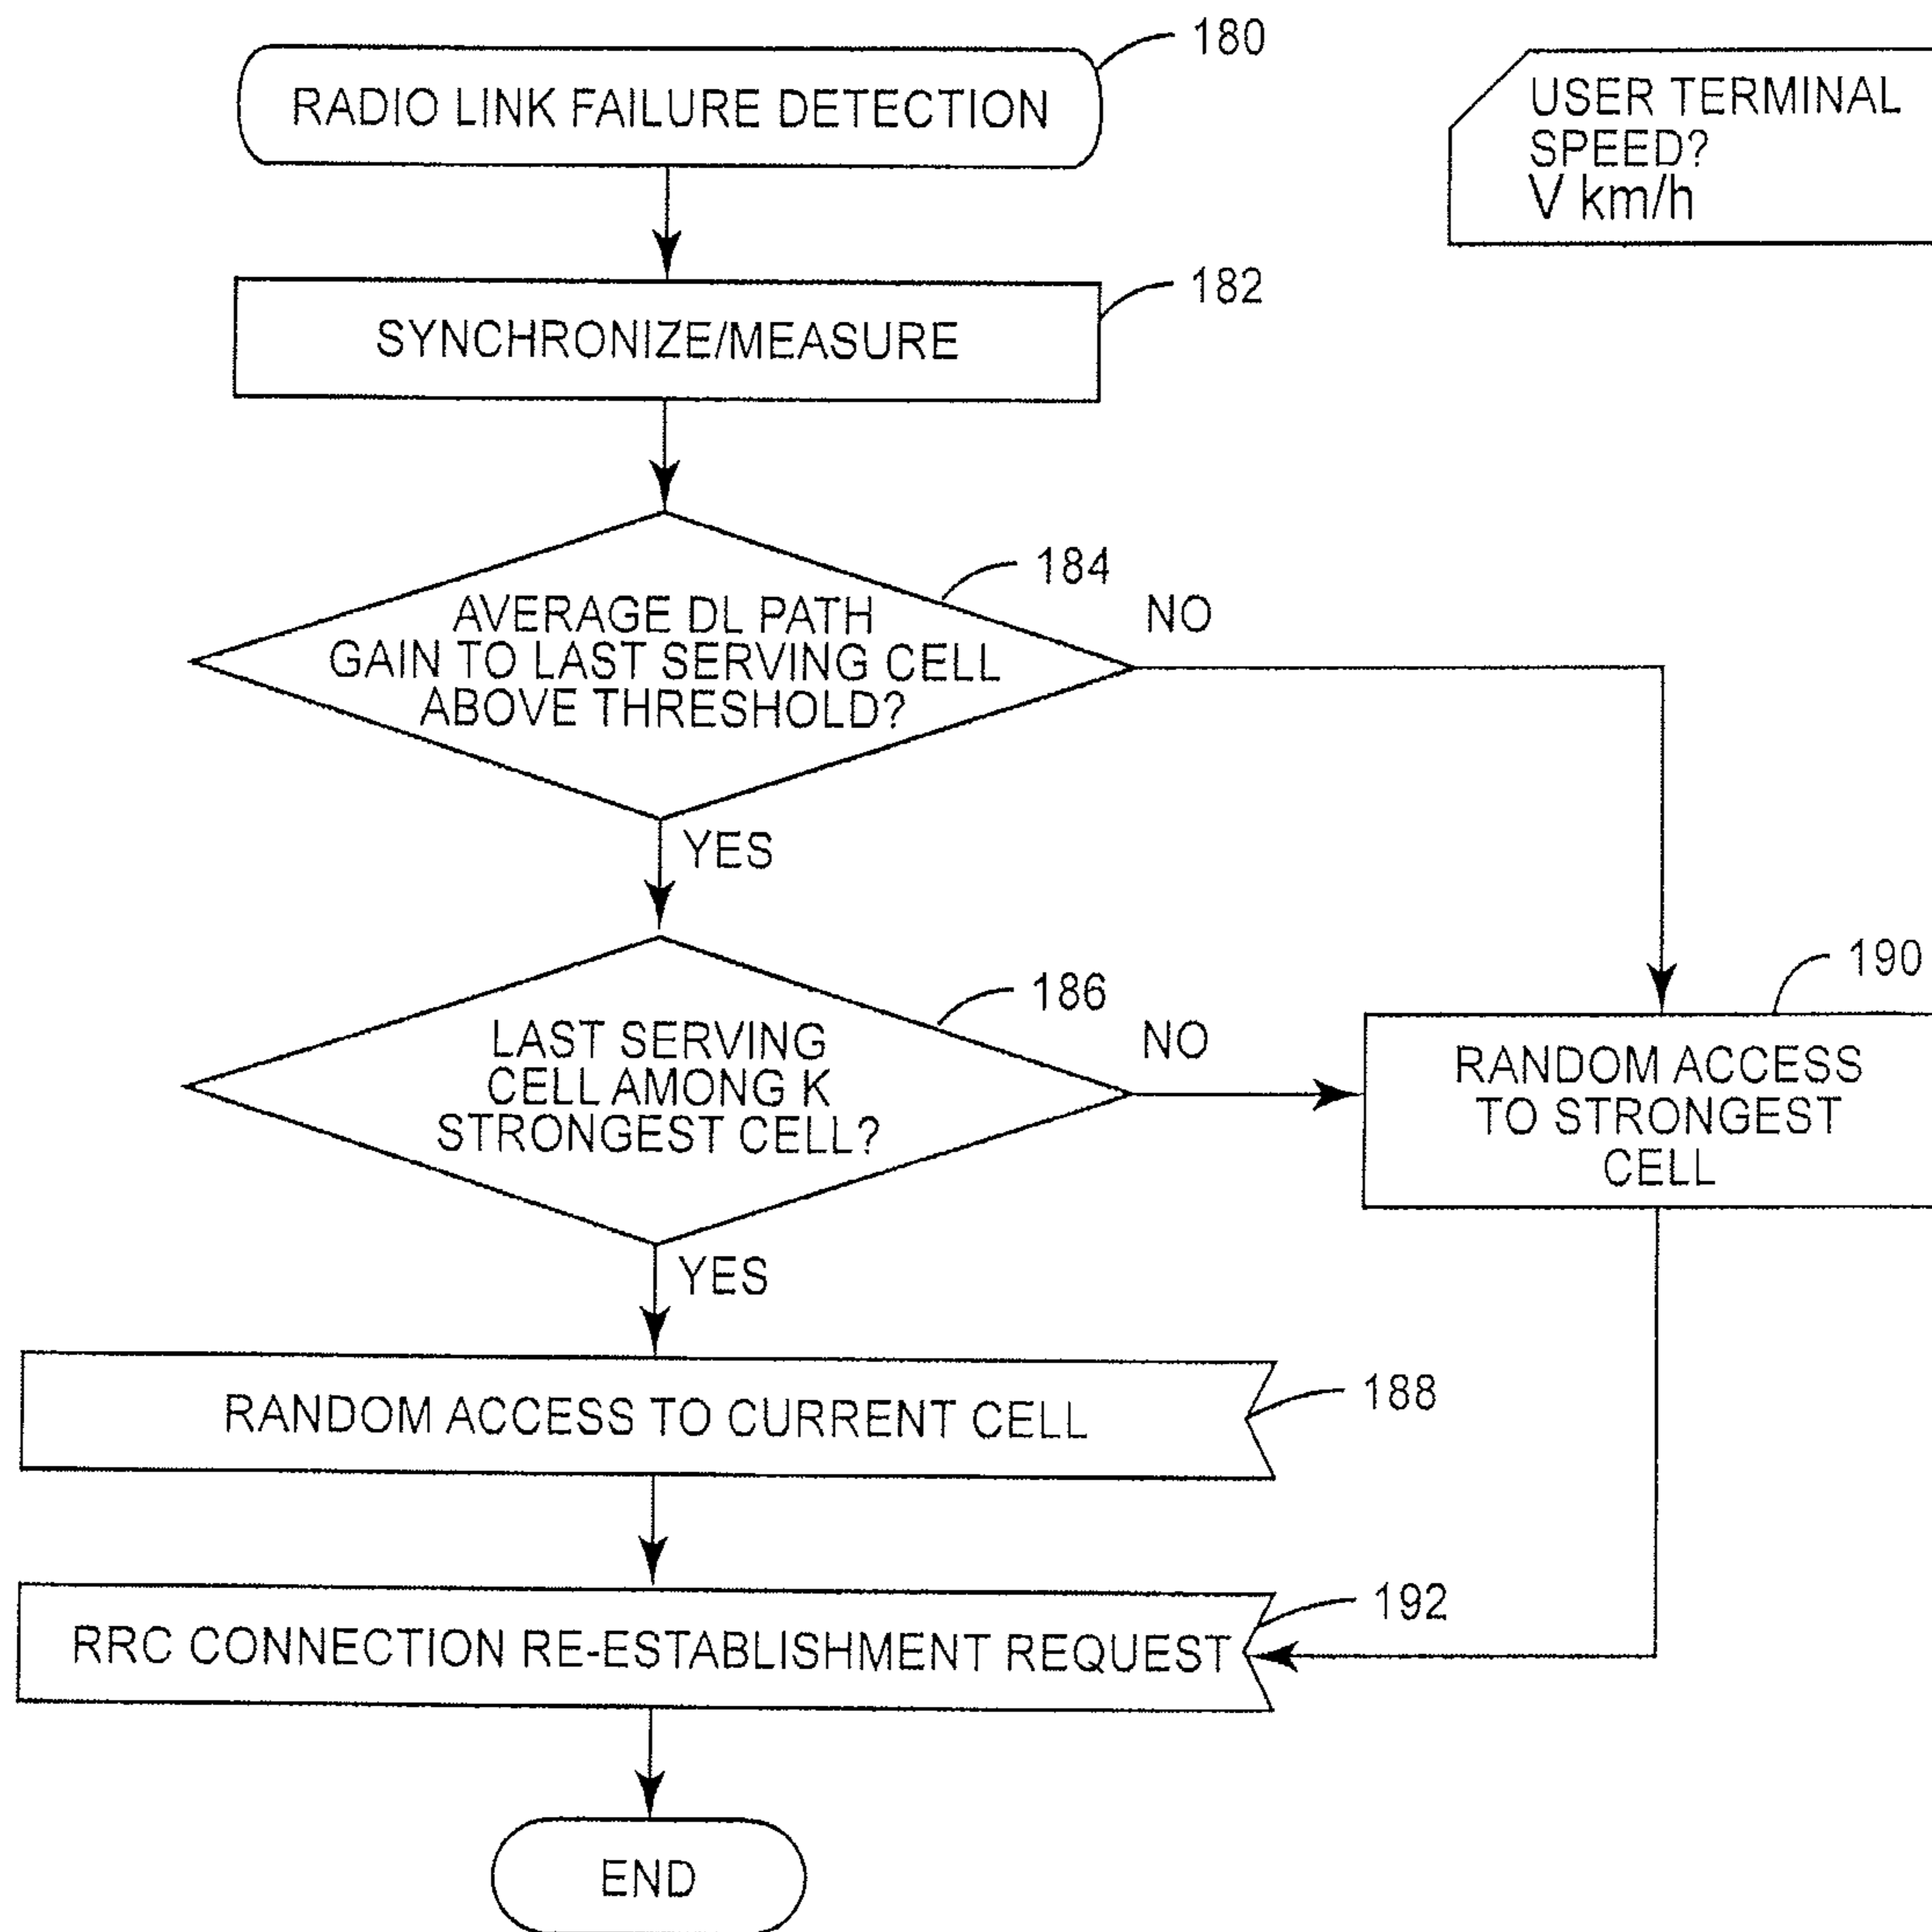 180
RADIO LINK FAILURE DETECTION
USER TERMINAL
SPEED?
V km/h
182
SYNCHRONIZE/MEASURE
184
AVERAGE DL PATH
GAIN TO LAST SERVING CELL
ABOVE THRESHOLD?
NO
YES
186
LAST SERVING
CELL AMONG K
STRONGEST CELL?
NO
190
RANDOM ACCESS
TO STRONGEST
CELL
YES
188
RANDOM ACCESS TO CURRENT CELL
192
RRC CONNECTION RE-ESTABLISHMENT REQUEST
END